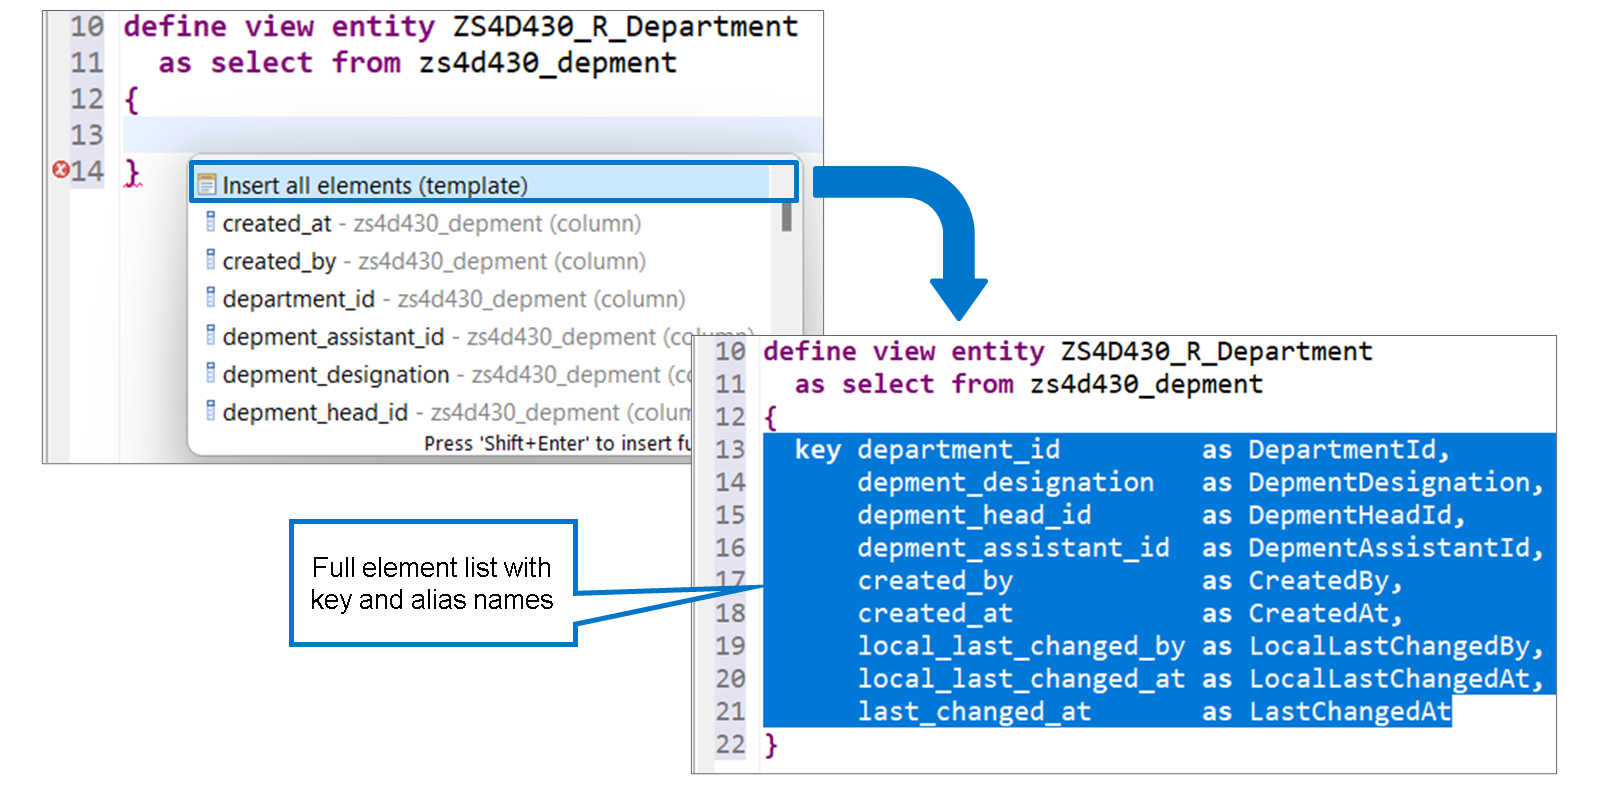 10 define view entity ZS4D430_R_Department
11 as select from zs4d430_depment
12 {
13
14 }
Insert all elements (template)
created_at - zs4d430_depment (column)
created_by - zs4d430_depment (column)
department_id - zs4d430_depment (column)
depment_assistant_id - zs4d430_depment (column)
depment_designation - zs4d430_depment (co
depment_head_id - zs4d430_depment (colum
Press 'Shift+Enter' to insert fu
10 define view entity ZS4D430_R_Department
11 as select from zs4d430_depment
12 {
13 key department_id as DepartmentId,
14 depment_designation as DepmentDesignation,
15 depment_head_id as DepmentHeadId,
16 depment_assistant_id as DepmentAssistantId,
17 created_by as CreatedBy,
18 created_at as CreatedAt,
19 local_last_changed_by as LocalLastChangedBy,
20 local_last_changed_at as LocalLastChangedAt,
21 last_changed_at as LastChangedAt
22 }
Full element list with
key and alias names